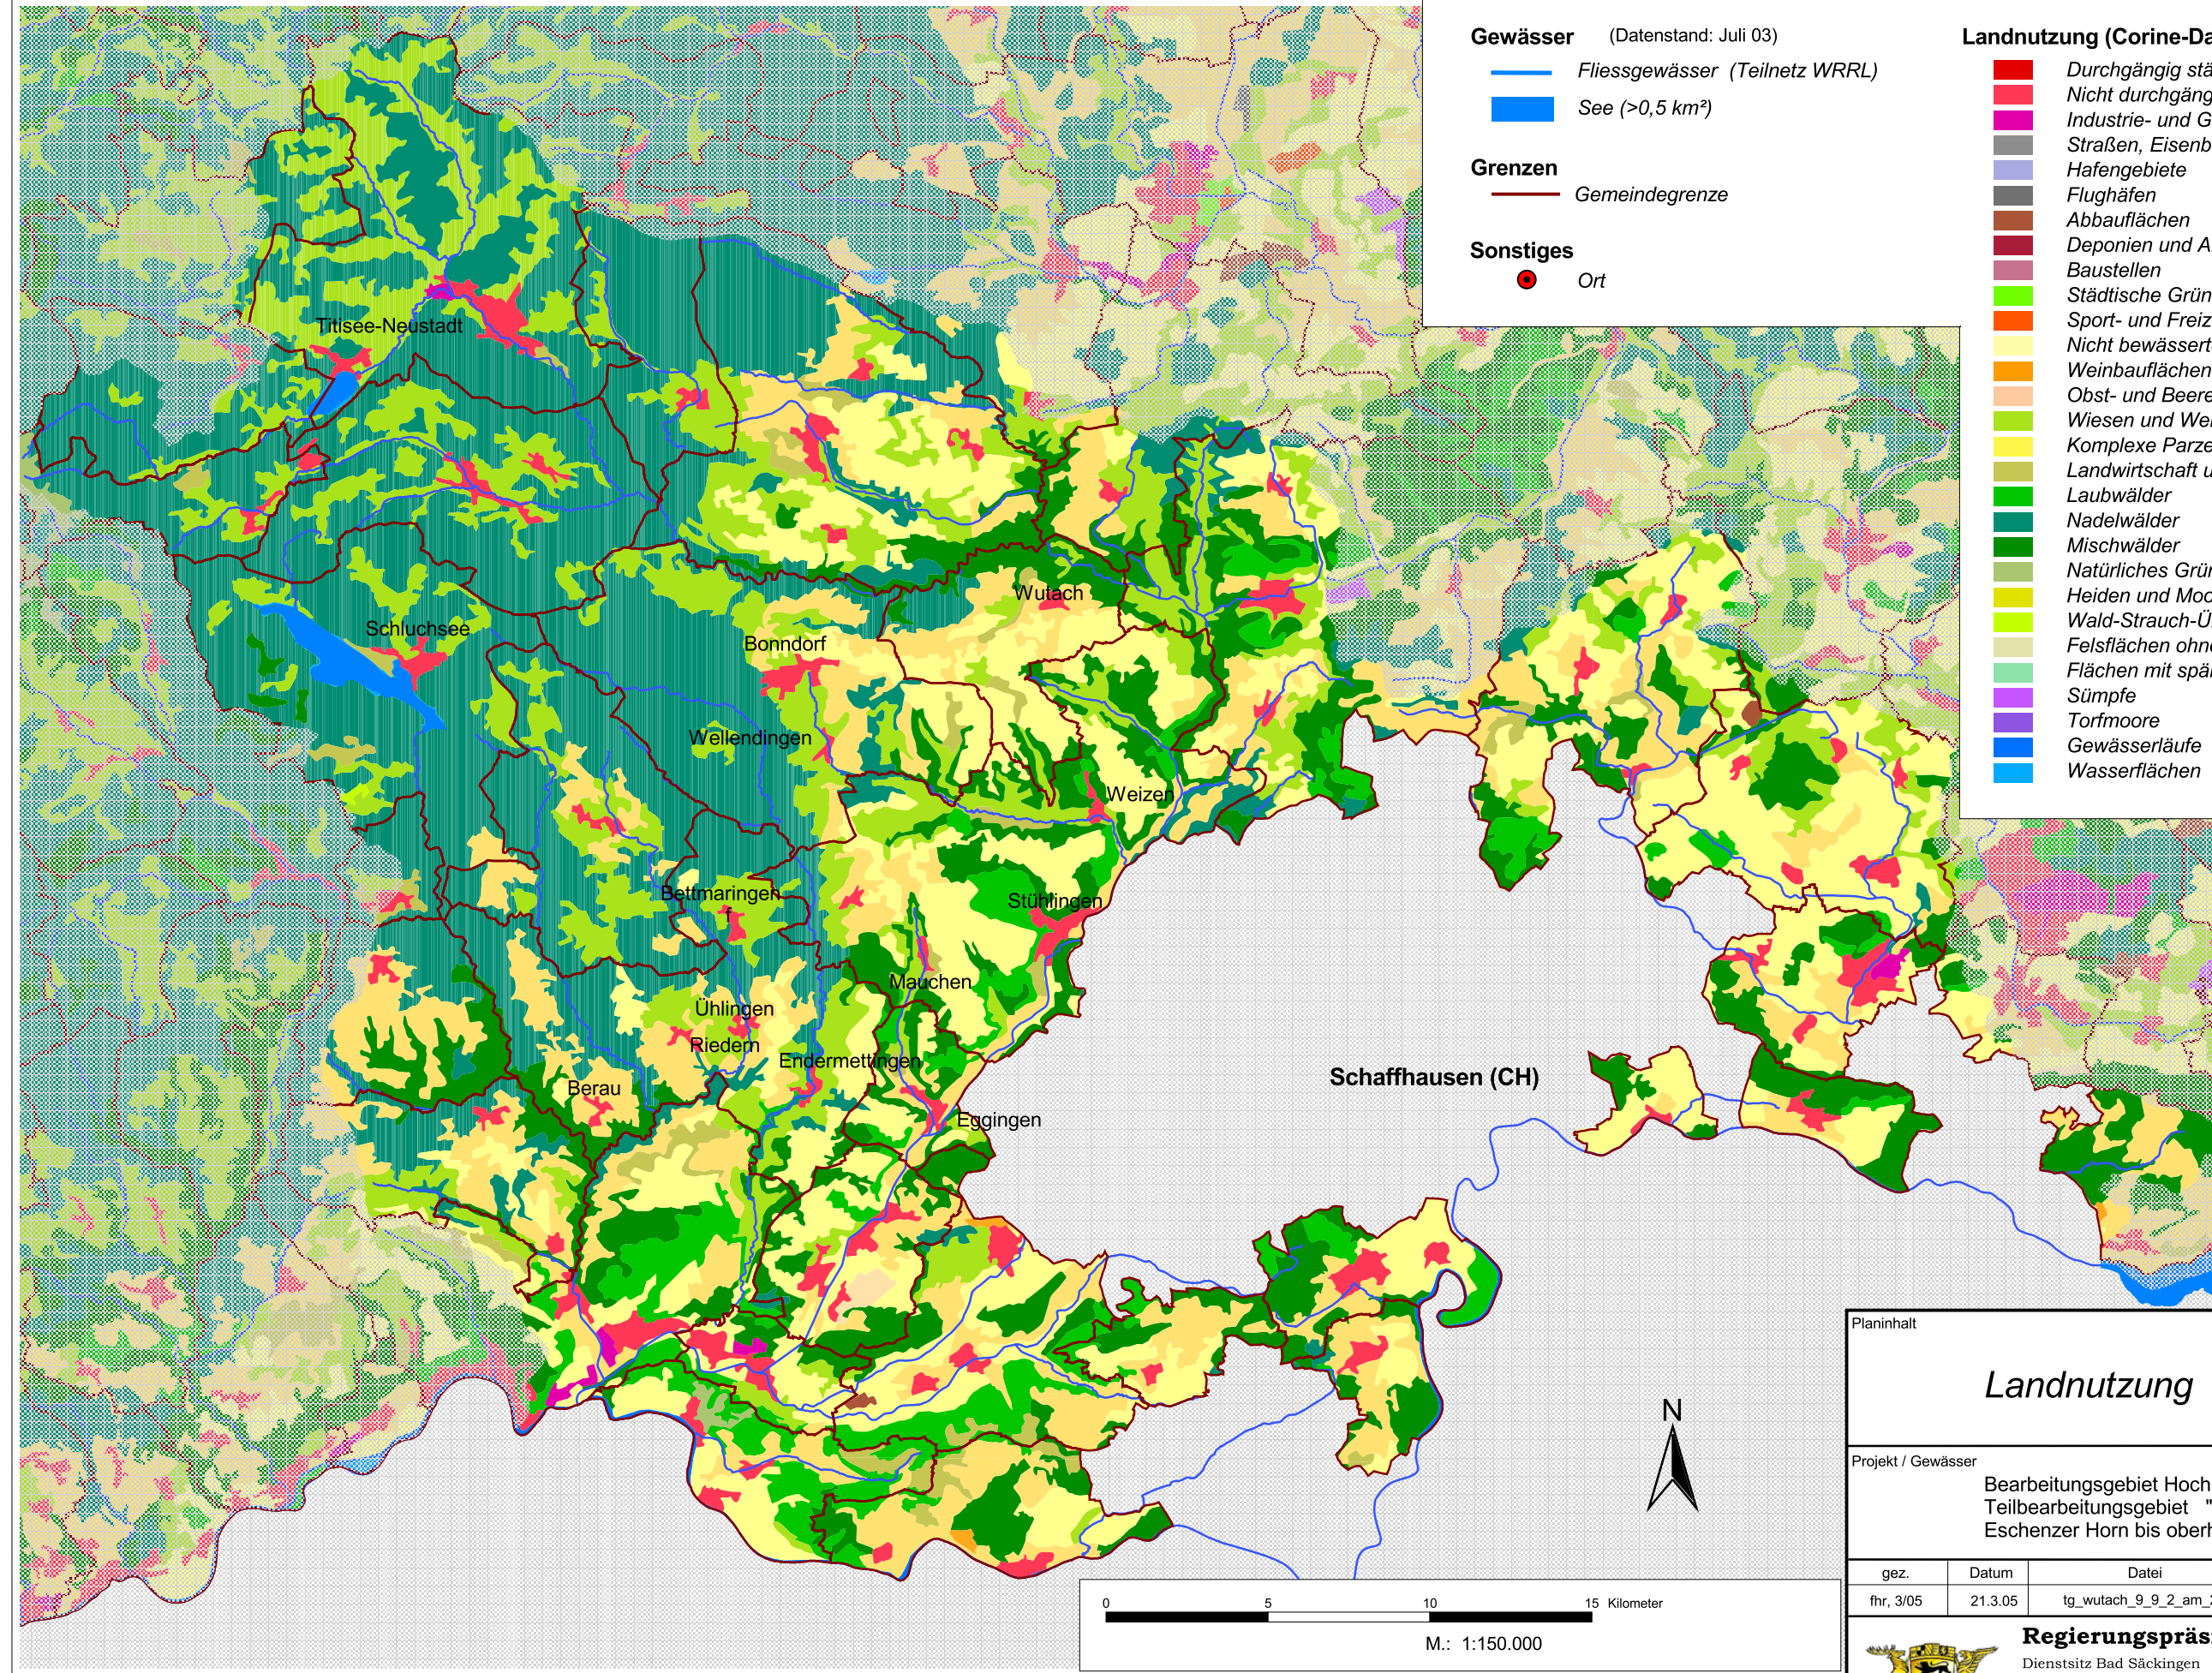 Gewässer (Datenstand: Juli 03)
Fliessgewässer (Teilnetz WRRL)
See (>0,5 km²)
Grenzen
Gemeindegrenze
Sonstiges
Ort
Landnutzung (Corine-Da
Durchgängig stä
Nicht durchgäng
Industrie- und G
Straßen, Eisenb
Hafengebiete
Flughäfen
Abbauflächen
Deponien und A
Baustellen
Städtische Grün
Sport- und Freiz
Nicht bewässert
Weinbauflächen
Obst- und Beere
Wiesen und Wei
Komplexe Parze
Landwirtschaft u
Laubwälder
Nadelwälder
Mischwälder
Natürliches Grün
Heiden und Moo
Wald-Strauch-Ü
Felsflächen ohne
Flächen mit spär
Sümpfe
Torfmoore
Gewässerläufe
Wasserflächen
Titisee-Neustadt
Schluchsee
Wutach
Bonndorf
Wellendingen
Weizen
Bettmaringen
f
Stühlingen
Mauchen
Ühlingen
Riedern
Endermettingen
Berau
Eggingen
Schaffhausen (CH)
N
0 5 10 15 Kilometer
M.: 1:150.000
Planinhalt
Landnutzung
Projekt / Gewässer
Bearbeitungsgebiet Hoch
Teilbearbeitungsgebiet "
Eschenzer Horn bis oberh
gez. Datum Datei
fhr, 3/05 21.3.05 tg_wutach_9_9_2_am_2
Regierungspräs
Dienstsitz Bad Säckingen